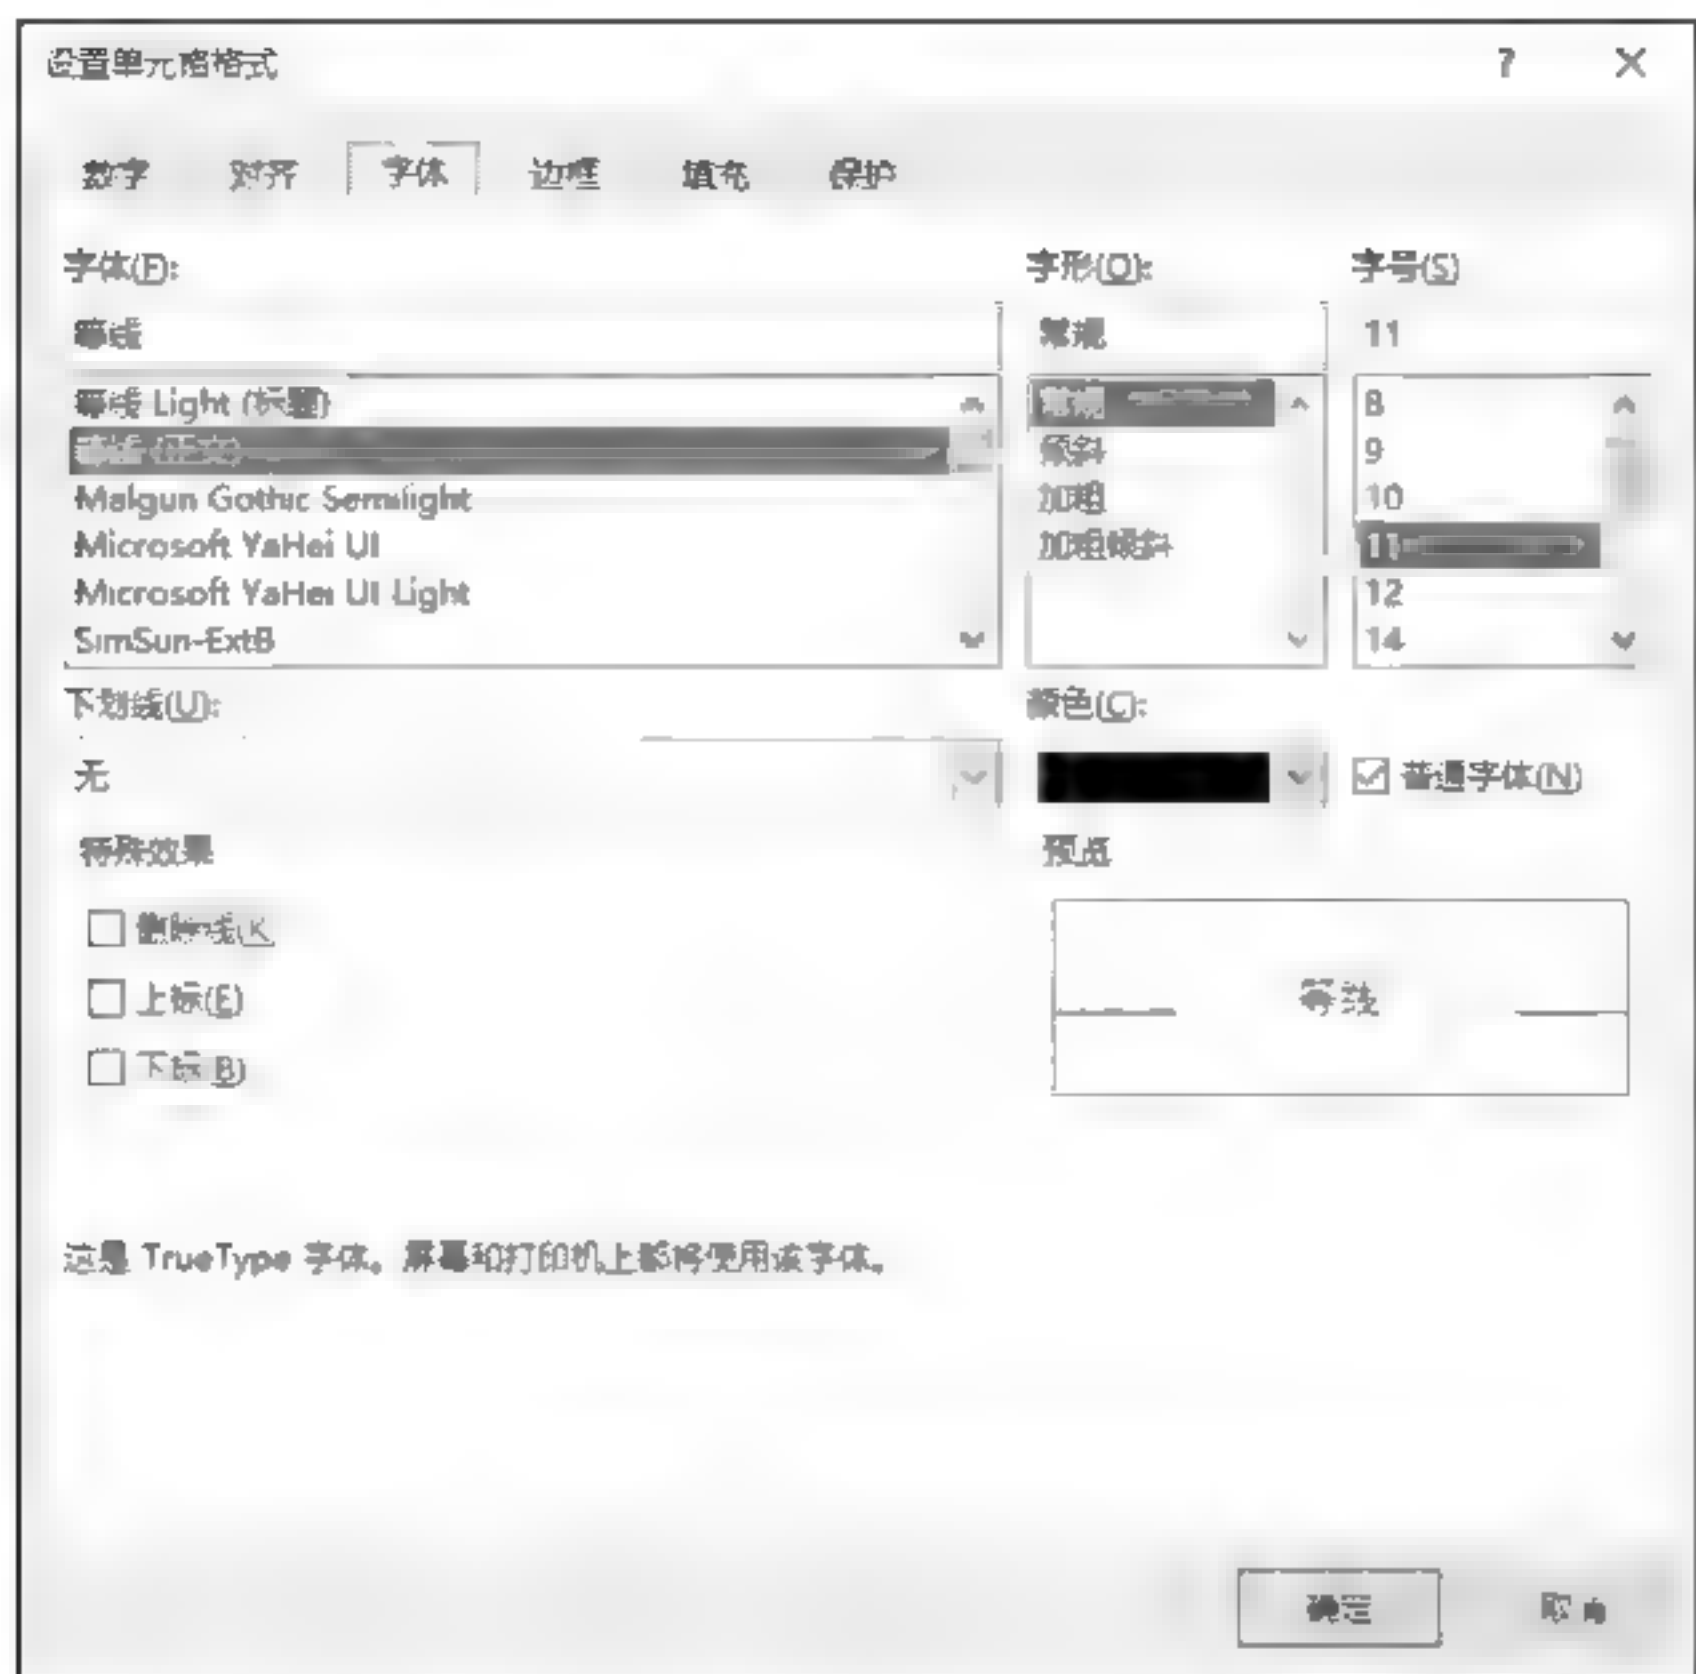 设置单元格格式 ? ×
数字 对齐 字体 边框 填充 保护
字体(F): 字形(O): 字号(S)
等线 常规 11
等线 Light (标题) 常规 8
等线 (正文) 倾斜 9
Malgun Gothic Semilight 加粗 10
Microsoft YaHei UI 加粗倾斜 11
Microsoft YaHei UI Light 12
SimSun-ExtB 14
下划线(U): 颜色(C):
无 普通字体(N)
特殊效果 预览
删除线(K)
上标(E) 等线
下标(B)
这是 TrueType 字体。屏幕和打印机上都将使用该字体。
确定 取消